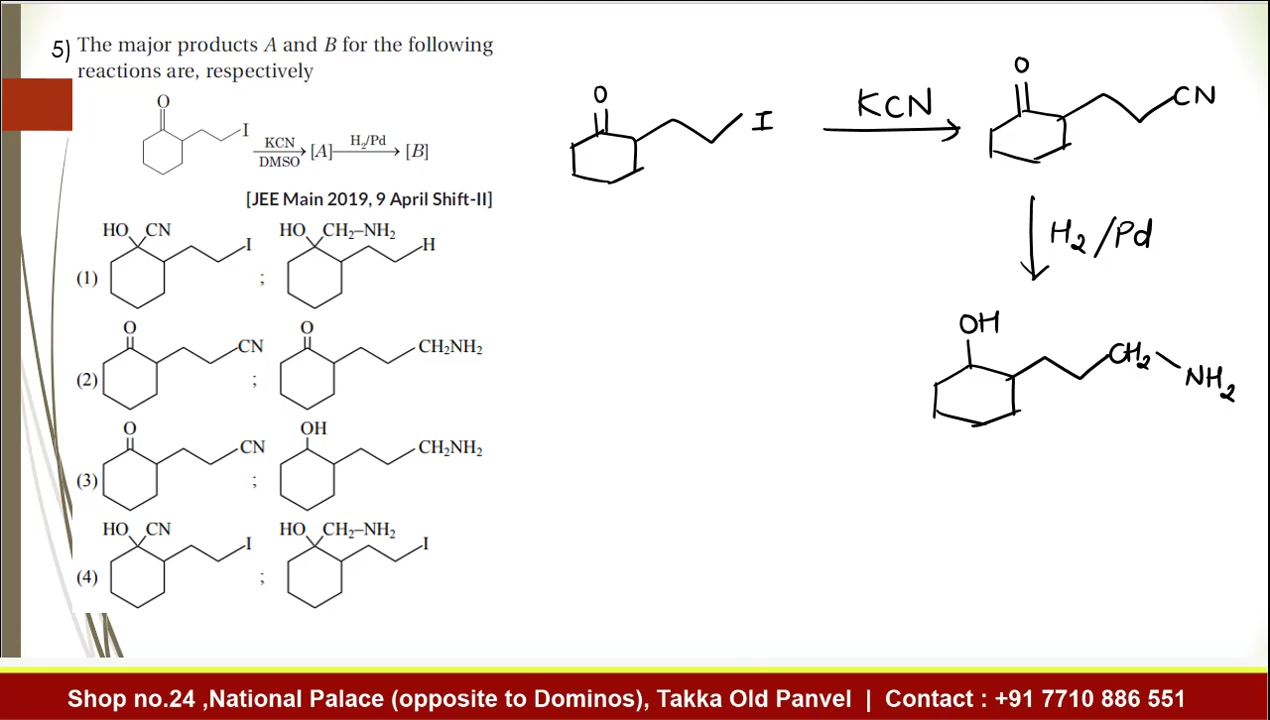 5) The major products A and B for the following
reactions are, respectively
O
I
KCN
DMSO
[A]
H₂/Pd
[B]
[JEE Main 2019, 9 April Shift-II]
(1)
HO CN
I
;
HO CH₂–NH₂
H
(2)
O
CN
;
O
CH₂NH₂
(3)
O
CN
;
OH
CH₂NH₂
(4)
HO CN
I
;
HO CH₂–NH₂
I
O
I
KCN
O
CN
H₂/Pd
OH
CH₂
NH₂
Shop no.24 ,National Palace (opposite to Dominos), Takka Old Panvel | Contact : +91 7710 886 551